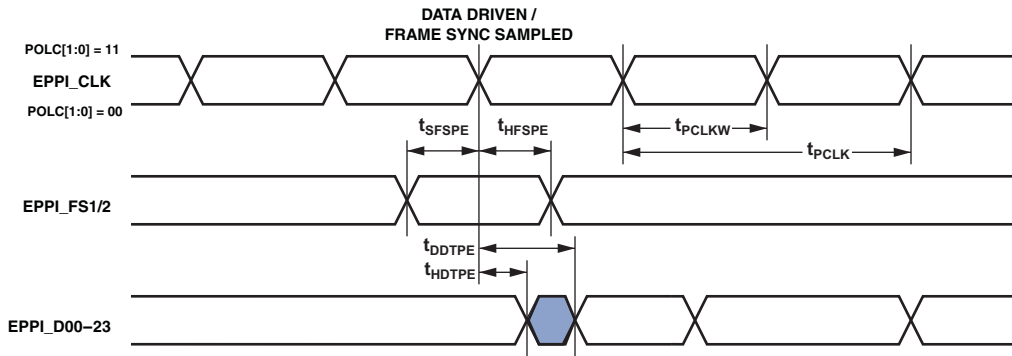 DATA DRIVEN /
FRAME SYNC SAMPLED
POLC[1:0] = 11
EPPI_CLK
POLC[1:0] = 00
tSFSPE
tHFSPE
tPCLKW
tPCLK
EPPI_FS1/2
tDDTPE
tHDTPE
EPPI_D00–23